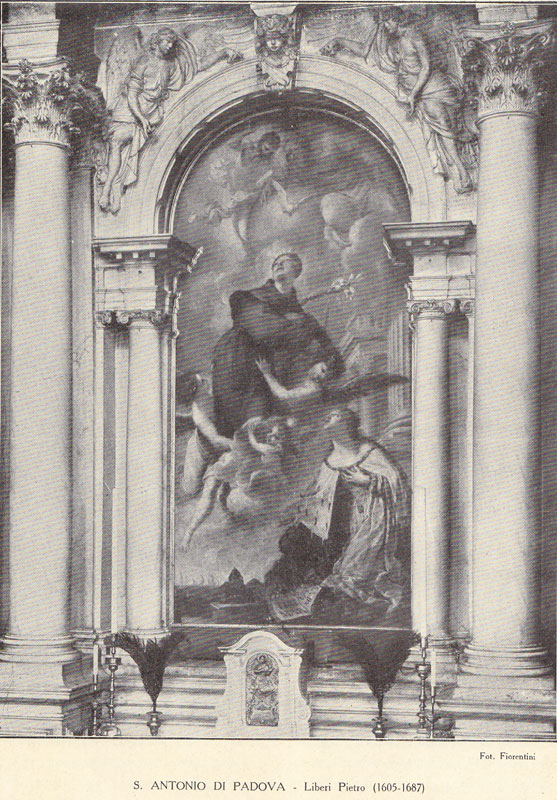 Fot. Fiorentini
S. ANTONIO DI PADOVA - Liberi Pietro (1605-1687)